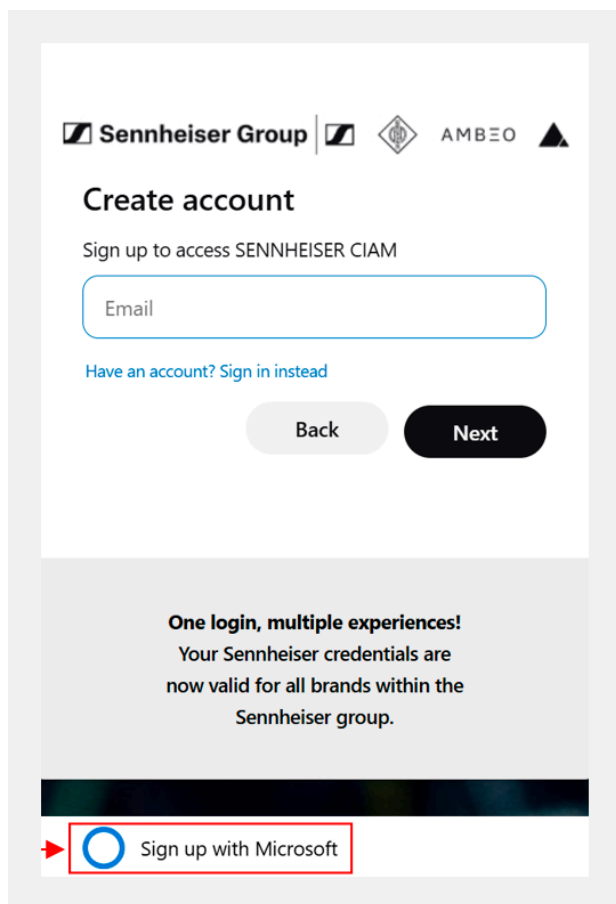 Sennheiser Group AMBEO
Create account
Sign up to access SENNHEISER CIAM
Email
Have an account? Sign in instead
Back Next
One login, multiple experiences!
Your Sennheiser credentials are
now valid for all brands within the
Sennheiser group.
Sign up with Microsoft